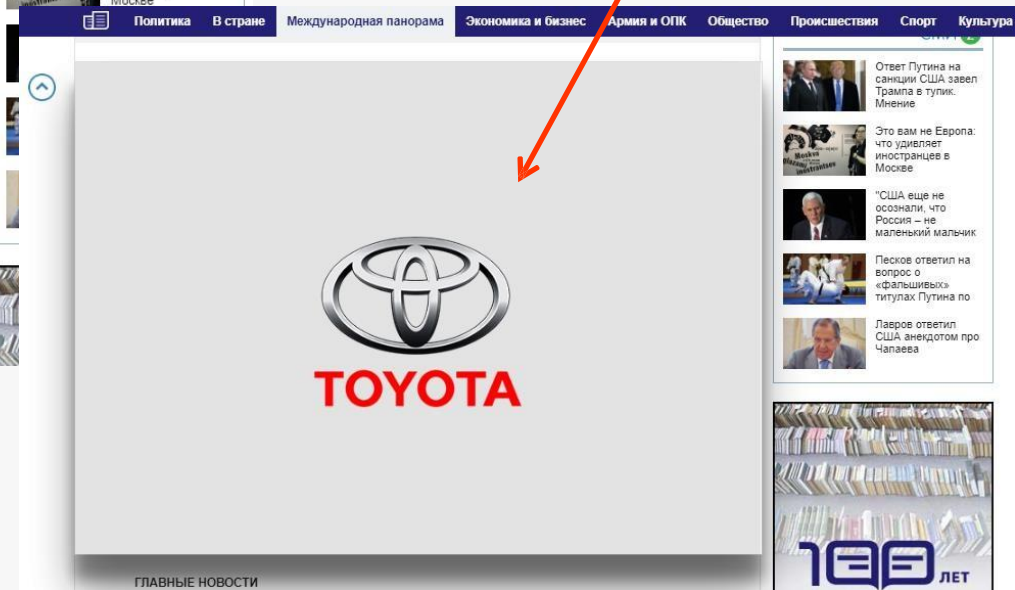 Москве
Политика В стране Международная панорама Экономика и бизнес Армия и ОПК Общество Происшествия Спорт Культура
СМИ 2
Ответ Путина на
санкции США завел
Трампа в тупик.
Мнение
Это вам не Европа:
что удивляет
иностранцев в
Москве
"США еще не
осознали, что
Россия – не
маленький мальчик
Песков ответил на
вопрос о
«фальшивых»
титулах Путина по
Лавров ответил
США анекдотом про
Чапаева
TOYOTA
100 ЛЕТ
ГЛАВНЫЕ НОВОСТИ